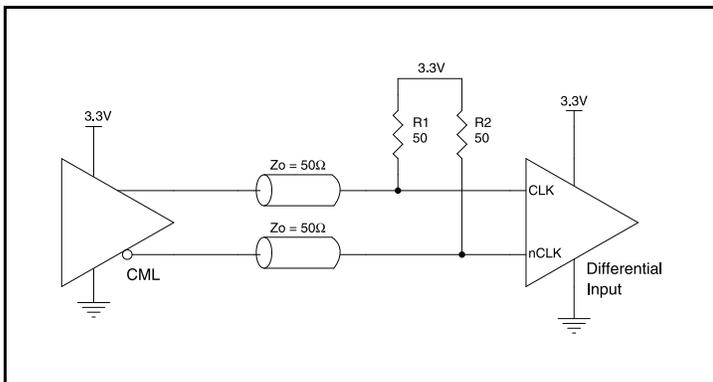 3.3V
3.3V
3.3V
R1
50
R2
50
Zo = 50Ω
CLK
Zo = 50Ω
nCLK
CML
Differential
Input